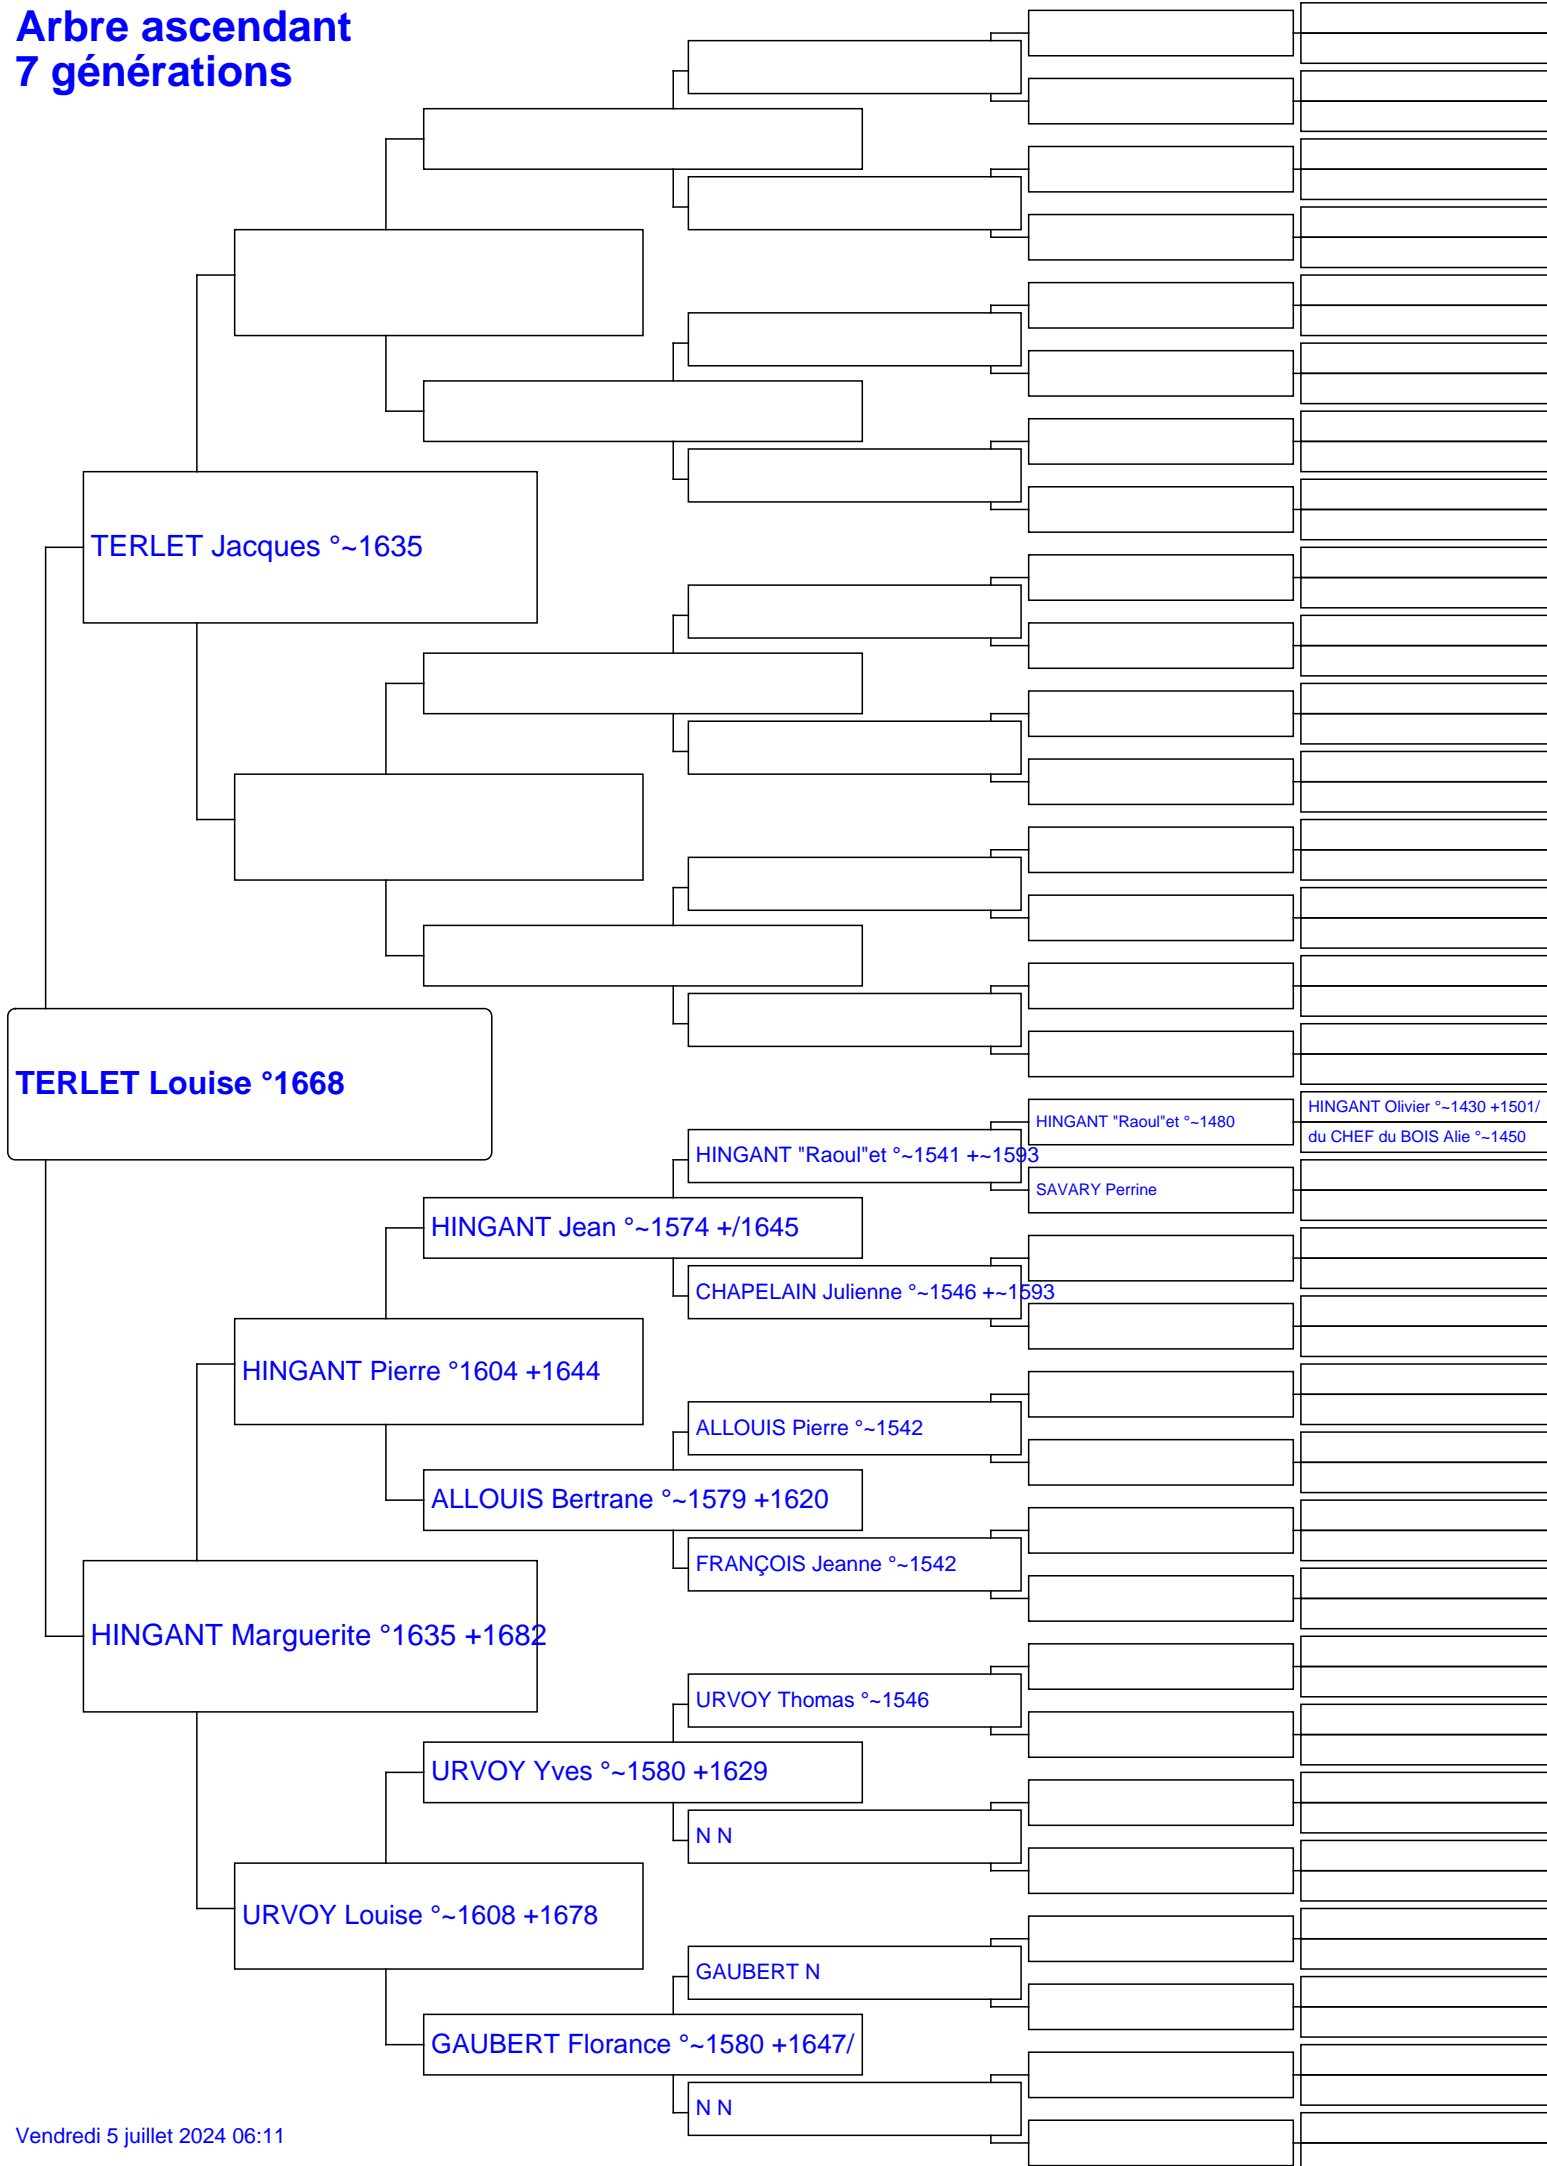 Arbre ascendant
7 générations
TERLET Jacques °~1635
TERLET Louise °1668
HINGANT Olivier °~1430 +1501/
HINGANT "Raoul"et °~1480
du CHEF du BOIS Alie °~1450
HINGANT "Raoul"et °~1541 +~1593
SAVARY Perrine
HINGANT Jean °~1574 +/1645
CHAPELAIN Julienne °~1546 +~1593
HINGANT Pierre °1604 +1644
ALLOUIS Pierre °~1542
ALLOUIS Bertrane °~1579 +1620
FRANÇOIS Jeanne °~1542
HINGANT Marguerite °1635 +1682
URVOY Thomas °~1546
URVOY Yves °~1580 +1629
N N
URVOY Louise °~1608 +1678
GAUBERT N
GAUBERT Florance °~1580 +1647/
N N
Vendredi 5 juillet 2024 06:11